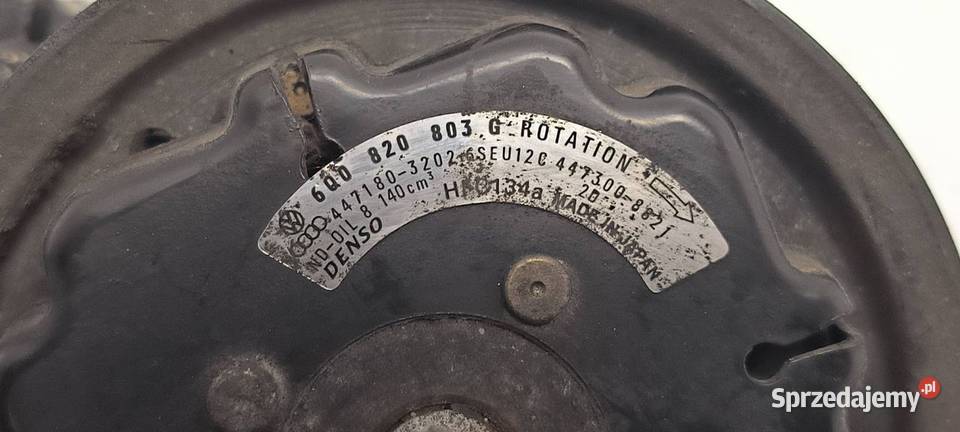 6Q0 820 803 G ROTATION
447180-3202 6SEU12C 447300-8821
ND-OIL 8 140cm³ HFC134a 2D
DENSO MADE IN JAPAN
Sprzedajemy.pl